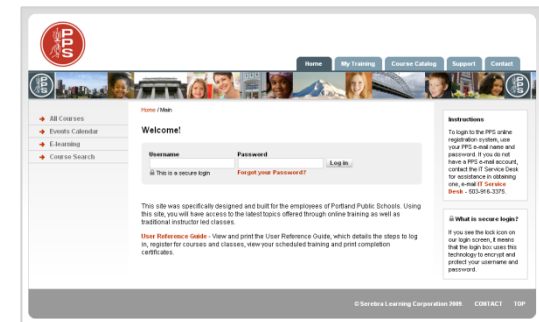 PPS
Home My Training Course Catalog Support Contact
PPS
PPS
All Courses
Events Calendar
E-learning
Course Search
Home / Main
Welcome!
Username Password
Log in
This is a secure login Forgot your Password?
This site was specifically designed and built for the employees of Portland Public Schools. Using
this site, you will have access to the latest topics offered through online training as well as
traditional instructor led classes.
User Reference Guide - View and print the User Reference Guide, which details the steps to log
in, register for courses and classes, view your scheduled training and print completion
certificates.
Instructions
To login to the PPS online
registration system, use
your PPS e-mail name and
password. If you do not
have a PPS e-mail account,
contact the IT Service Desk
for assistance in obtaining
one, e-mail IT Service
Desk - 503-916-3375.
What is secure login?
If you see the lock icon on
our login screen, it means
that the login box uses this
technology to encrypt and
protect your username and
password.
© Serebra Learning Corporation 2009 CONTACT TOP